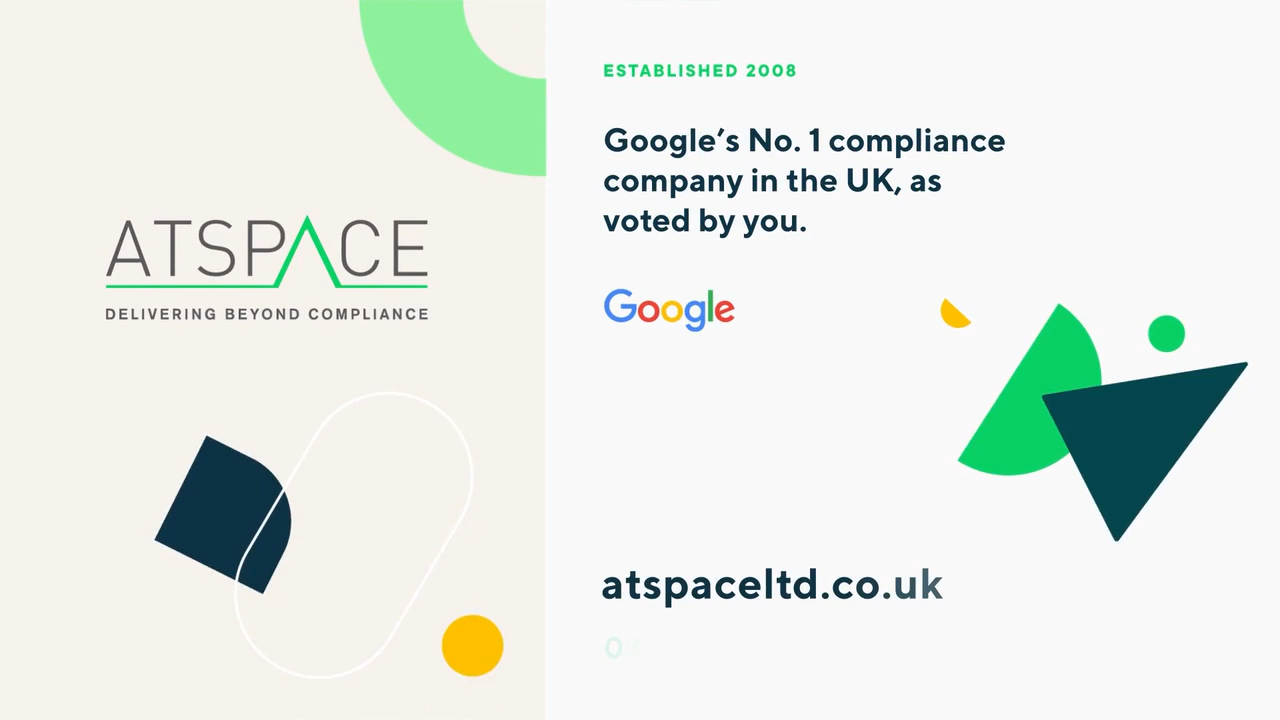 ATSPACE
DELIVERING BEYOND COMPLIANCE
ESTABLISHED 2008
Google’s No. 1 compliance
company in the UK, as
voted by you.
Google
atspaceltd.co.uk
0